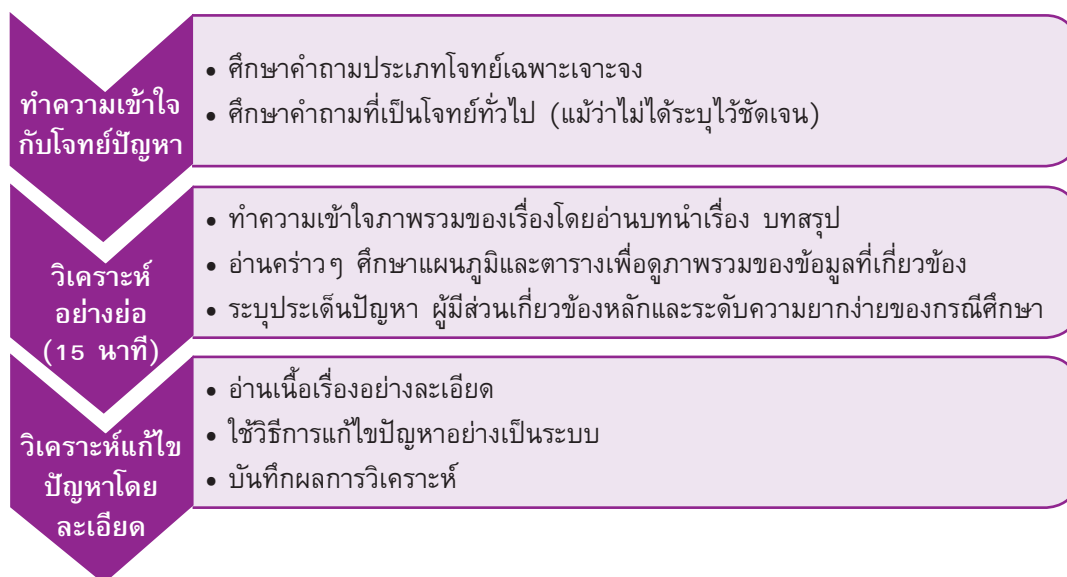 ทำความเข้าใจ
กับโจทย์ปัญหา
• ศึกษาคำถามประเภทโจทย์เฉพาะเจาะจง
• ศึกษาคำถามที่เป็นโจทย์ทั่วไป (แม้ว่าไม่ได้ระบุไว้ชัดเจน)
วิเคราะห์
อย่างย่อ
(15 นาที)
• ทำความเข้าใจภาพรวมของเรื่องโดยอ่านบทนำเรื่อง บทสรุป
• อ่านคร่าวๆ ศึกษาแผนภูมิและตารางเพื่อดูภาพรวมของข้อมูลที่เกี่ยวข้อง
• ระบุประเด็นปัญหา ผู้มีส่วนเกี่ยวข้องหลักและระดับความยากง่ายของกรณีศึกษา
วิเคราะห์แก้ไข
ปัญหาโดย
ละเอียด
• อ่านเนื้อเรื่องอย่างละเอียด
• ใช้วิธีการแก้ไขปัญหาอย่างเป็นระบบ
• บันทึกผลการวิเคราะห์